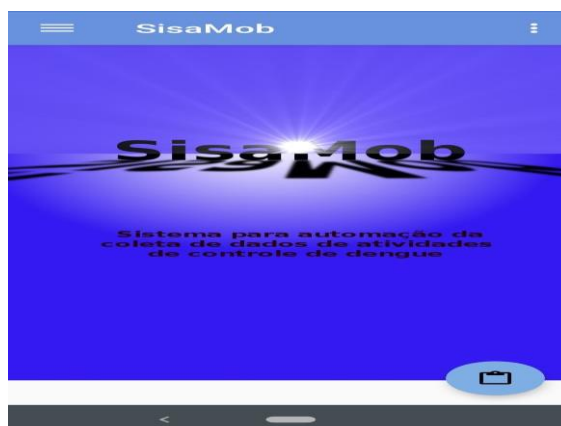 SisaMob
SisaMob
Sistema para automação da
coleta de dados de atividades
de controle de dengue